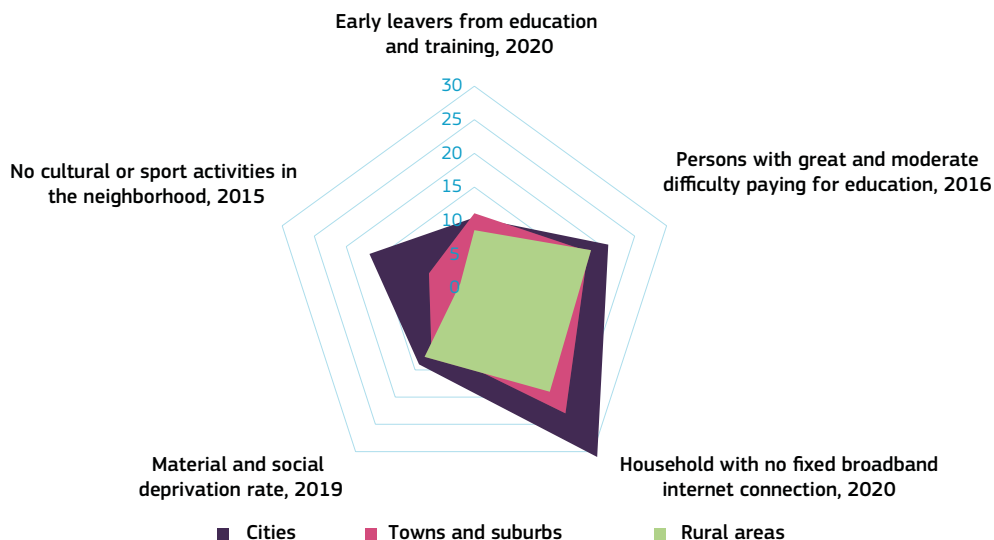 Early leavers from education
and training, 2020
30
25
20
15
10
5
0
Persons with great and moderate
difficulty paying for education, 2016
No cultural or sport activities in
the neighborhood, 2015
Material and social
deprivation rate, 2019
Household with no fixed broadband
internet connection, 2020
Cities
Towns and suburbs
Rural areas